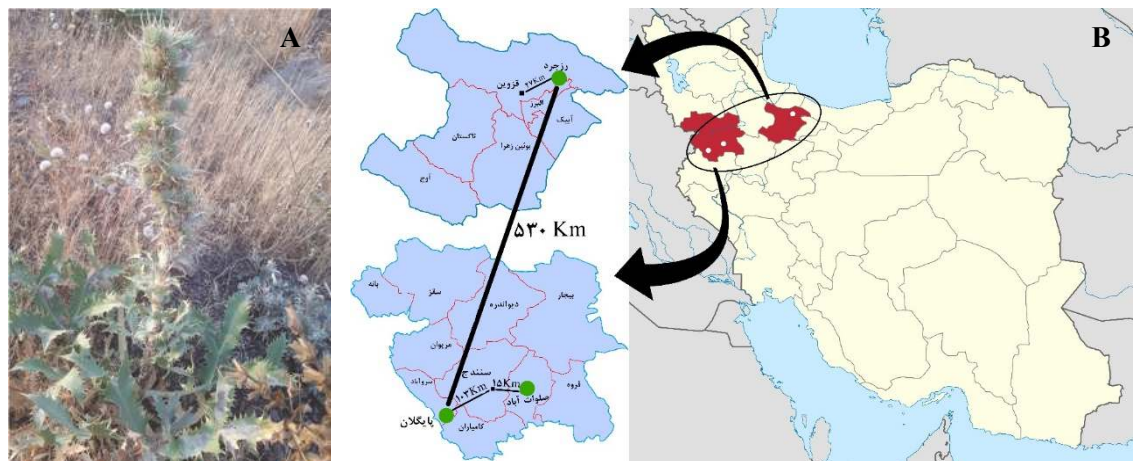 A
B
رزجرد
۲۷Km
قزوین
البرز
آبیک
تاکستان
بوئین زهرا
آوج
۵۳۰ Km
بانه
سقز
دیواندره
بیجار
مریوان
سنندج
سروآباد
۱۵Km
قروه
۱۰۳Km
صلوات آباد
پایگلان
کامیاران